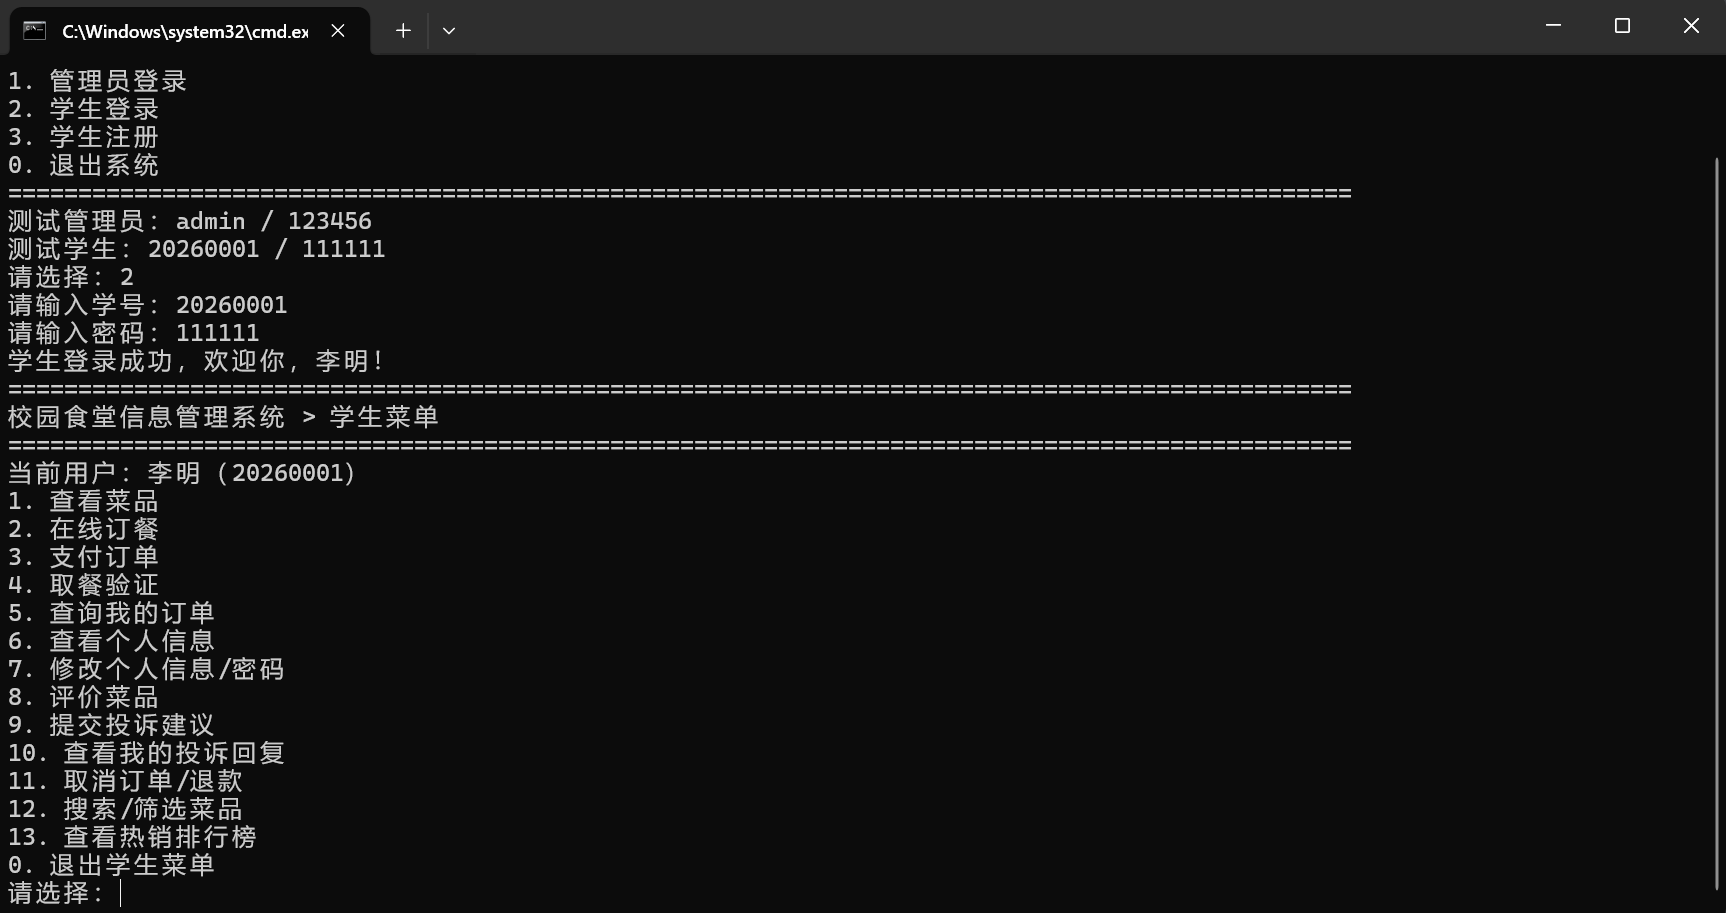 C:\Windows\system32\cmd.ex
1. 管理员登录
2. 学生登录
3. 学生注册
0. 退出系统
================================================================================================
测试管理员: admin / 123456
测试学生: 20260001 / 111111
请选择: 2
请输入学号: 20260001
请输入密码: 111111
学生登录成功, 欢迎你, 李明!
================================================================================================
校园食堂信息管理系统 > 学生菜单
================================================================================================
当前用户: 李明 (20260001)
1. 查看菜品
2. 在线订餐
3. 支付订单
4. 取餐验证
5. 查询我的订单
6. 查看个人信息
7. 修改个人信息/密码
8. 评价菜品
9. 提交投诉建议
10. 查看我的投诉回复
11. 取消订单/退款
12. 搜索/筛选菜品
13. 查看热销排行榜
0. 退出学生菜单
请选择: